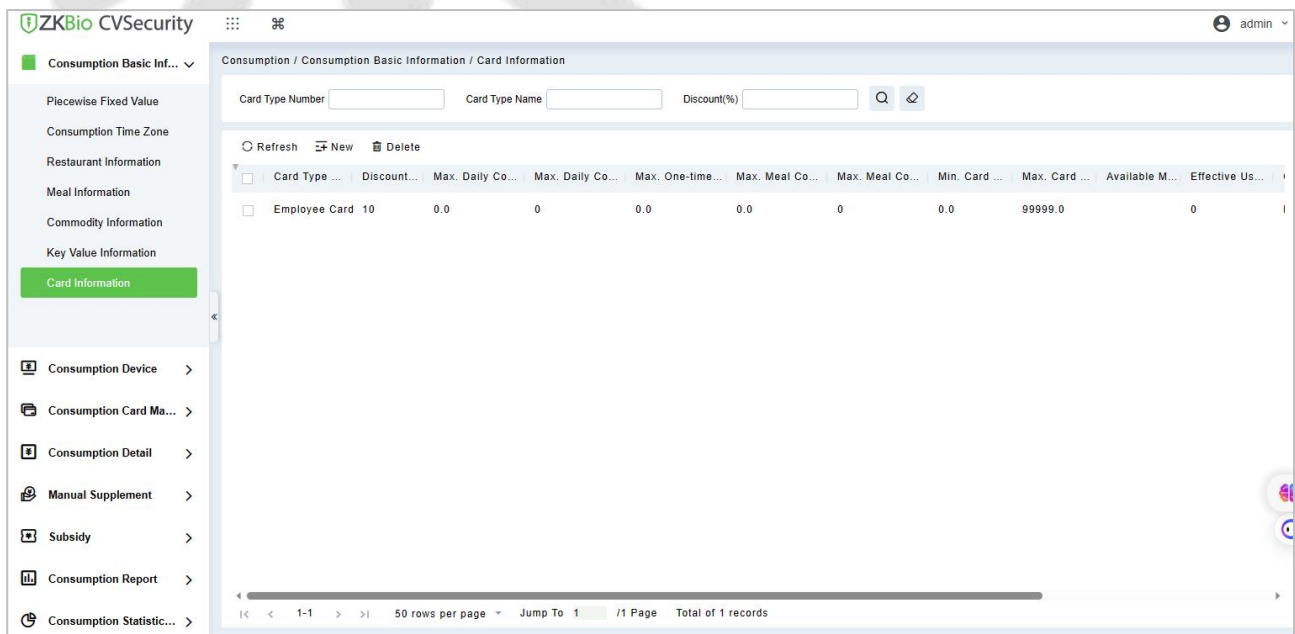 ZKBio CVSecurity
admin
Consumption Basic Inf...
Piecewise Fixed Value
Consumption Time Zone
Restaurant Information
Meal Information
Commodity Information
Key Value Information
Card Information
Consumption Device
Consumption Card Ma...
Consumption Detail
Manual Supplement
Subsidy
Consumption Report
Consumption Statistic...
Consumption / Consumption Basic Information / Card Information
Card Type Number Card Type Name Discount(%)
Refresh New Delete
Card Type ... Discount... Max. Daily Co... Max. Daily Co... Max. One-time... Max. Meal Co... Max. Meal Co... Min. Card ... Max. Card ... Available M... Effective Us...
Employee Card 10 0.0 0 0.0 0.0 0 0.0 99999.0 0
1-1 50 rows per page Jump To 1 /1 Page Total of 1 records